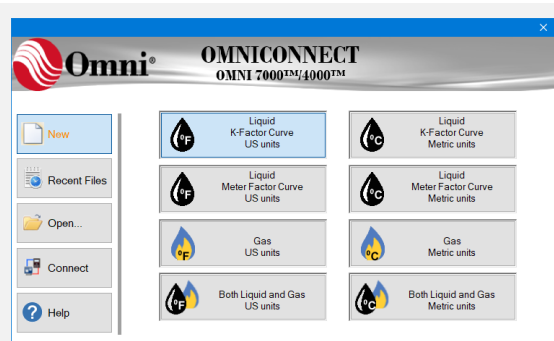 Omni®
OMNICONNECT
OMNI 7000™/4000™
New
Recent Files
Open...
Connect
Help
°F
Liquid
K-Factor Curve
US units
°C
Liquid
K-Factor Curve
Metric units
°F
Liquid
Meter Factor Curve
US units
°C
Liquid
Meter Factor Curve
Metric units
°F
Gas
US units
°C
Gas
Metric units
°F
Both Liquid and Gas
US units
°C
Both Liquid and Gas
Metric units